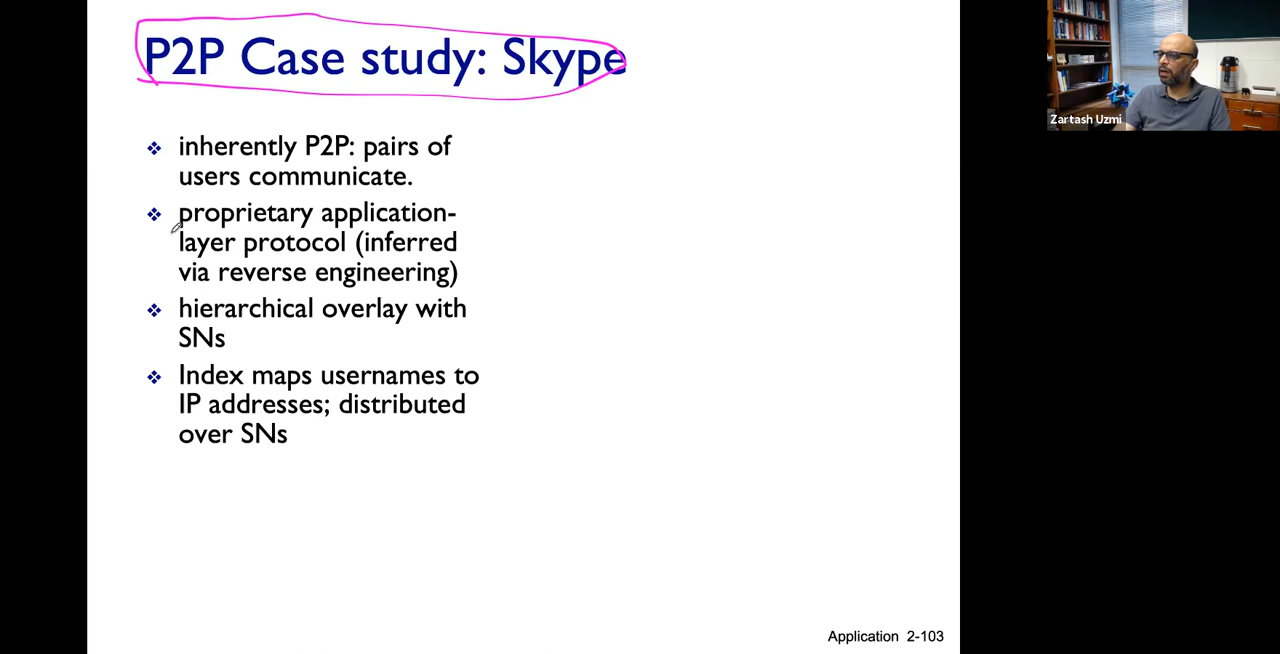 P2P Case study: Skype
Zartash Uzmi
❖ inherently P2P: pairs of
users communicate.
❖ proprietary application-
layer protocol (inferred
via reverse engineering)
❖ hierarchical overlay with
SNs
❖ Index maps usernames to
IP addresses; distributed
over SNs
Application 2-103